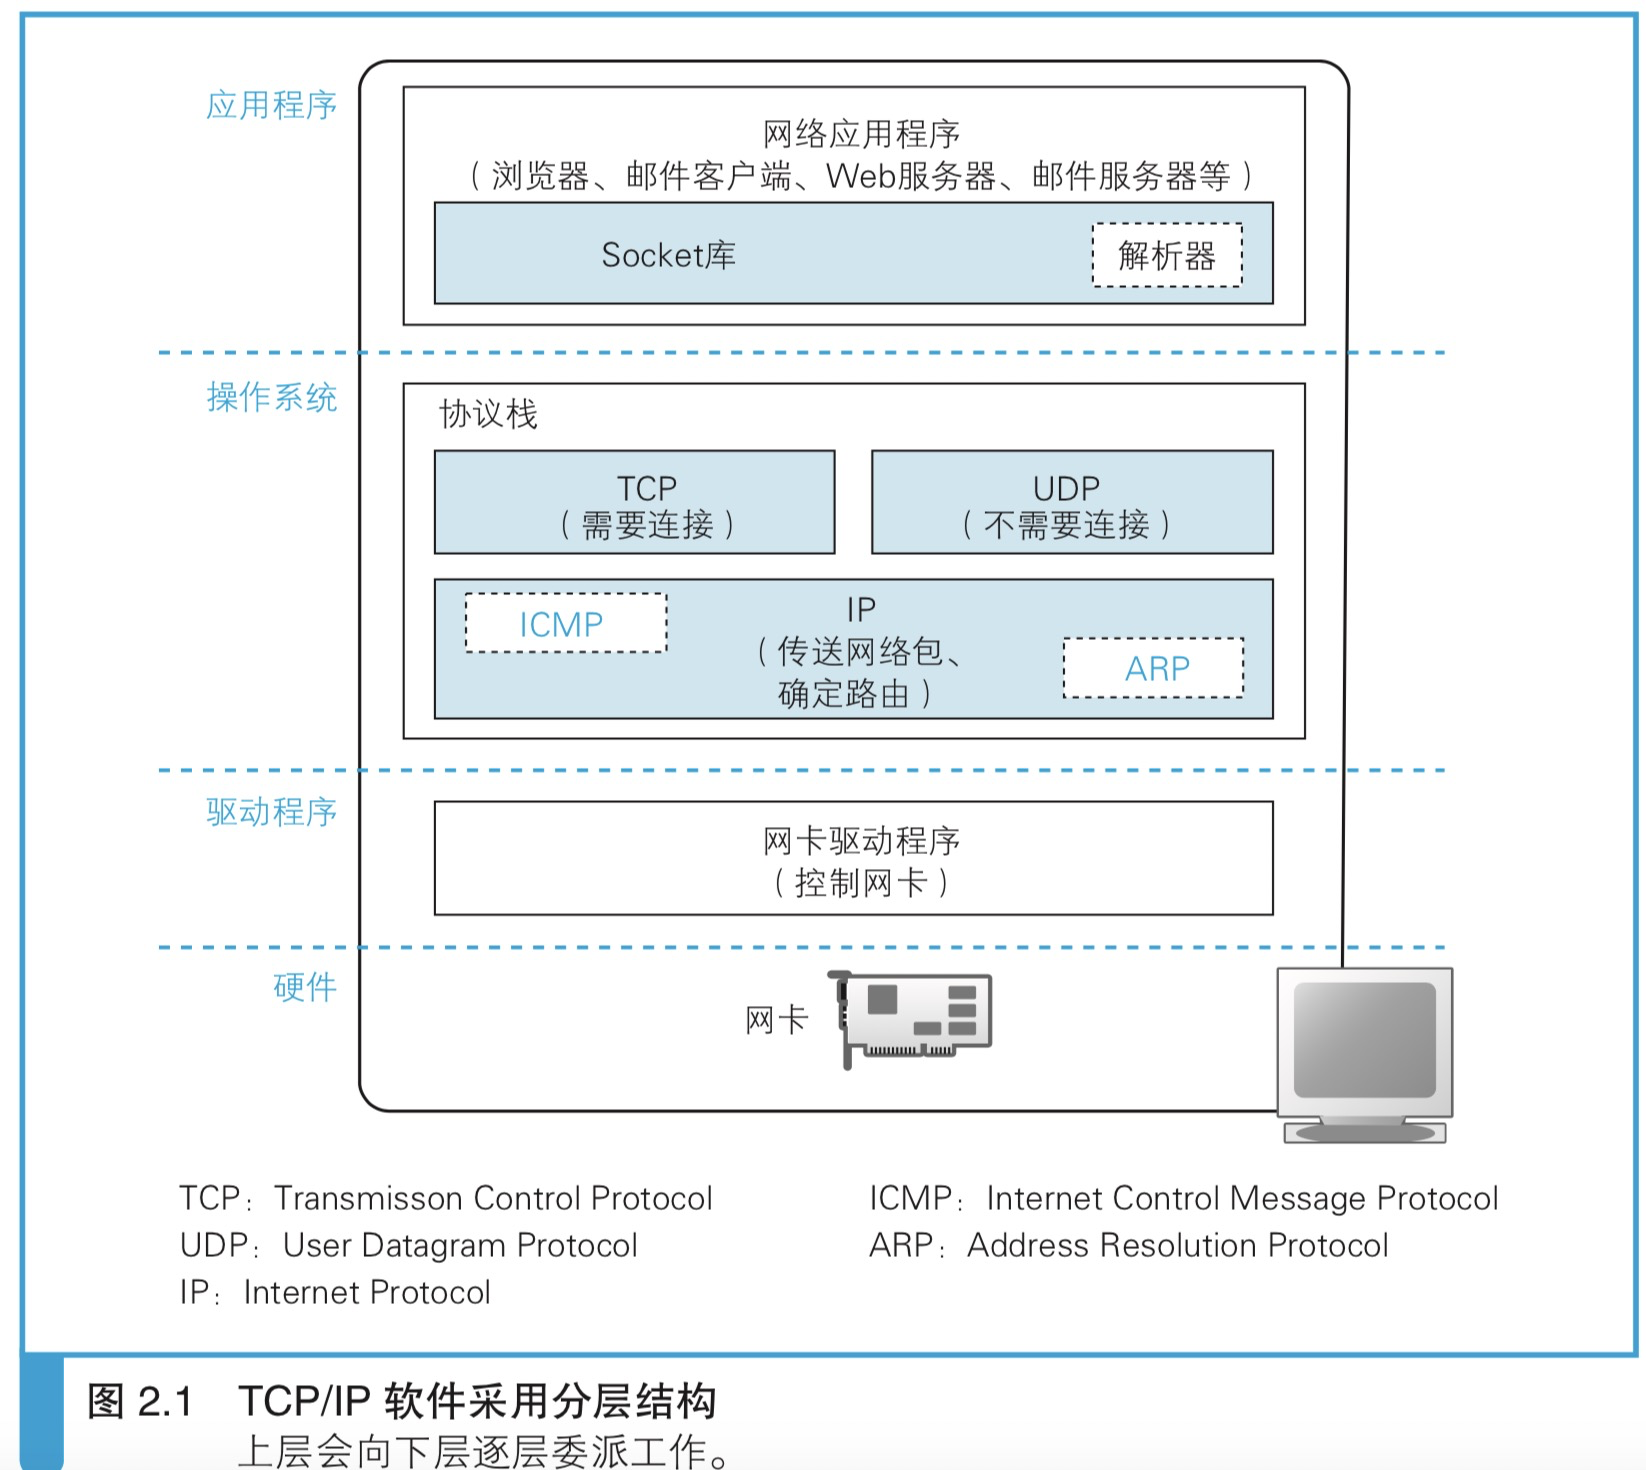 应用程序
网络应用程序
（浏览器、邮件客户端、Web服务器、邮件服务器等）
Socket库
解析器
操作系统
协议栈
TCP
（需要连接）
UDP
（不需要连接）
ICMP
IP
（传送网络包、
确定路由）
ARP
驱动程序
网卡驱动程序
（控制网卡）
硬件
网卡
TCP：Transmisson Control Protocol
UDP：User Datagram Protocol
IP：Internet Protocol
ICMP：Internet Control Message Protocol
ARP：Address Resolution Protocol
图 2.1 TCP/IP 软件采用分层结构
上层会向下层逐层委派工作。